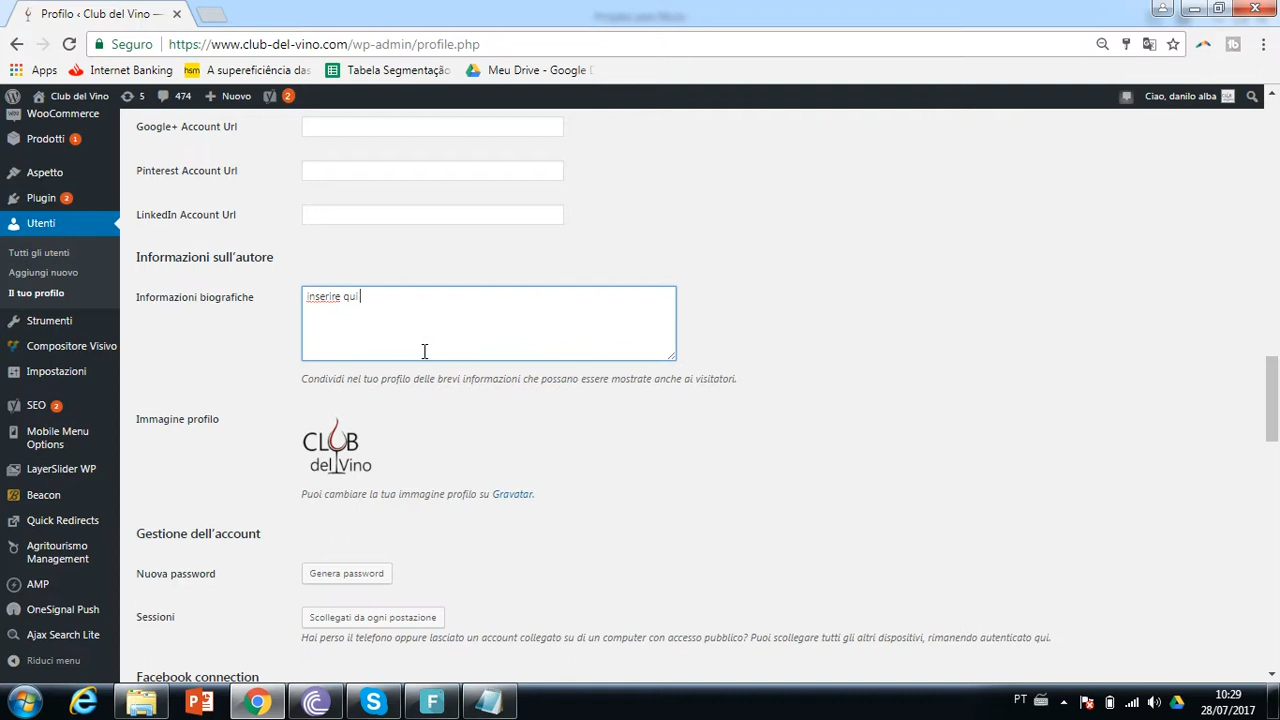 Profilo ‹ Club del Vino —
Seguro
https://www.club-del-vino.com/wp-admin/profile.php
Apps
Internet Banking
hsm
A supereficiência das
Tabela Segmentação
Meu Drive - Google D
Club del Vino
5
474
Nuovo
2
Ciao, danilo alba
WooCommerce
Prodotti 1
Aspetto
Plugin 2
Utenti
Tutti gli utenti
Aggiungi nuovo
Il tuo profilo
Strumenti
Compositore Visivo
Impostazioni
SEO 2
Mobile Menu
Options
LayerSlider WP
Beacon
Quick Redirects
Agritourismo
Management
AMP
OneSignal Push
Ajax Search Lite
Riduci menu
Google+ Account Url
Pinterest Account Url
LinkedIn Account Url
Informazioni sull'autore
Informazioni biografiche
inserire qui
Condividi nel tuo profilo delle brevi informazioni che possano essere mostrate anche ai visitatori.
Immagine profilo
CLUB
del Vino
Puoi cambiare la tua immagine profilo su Gravatar.
Gestione dell'account
Nuova password
Genera password
Sessioni
Scollegati da ogni postazione
Hai perso il telefono oppure lasciato un account collegato su di un computer con accesso pubblico? Puoi scollegare tutti gli altri dispositivi, rimanendo autenticato qui.
Facebook connection
PT
10:29
28/07/2017